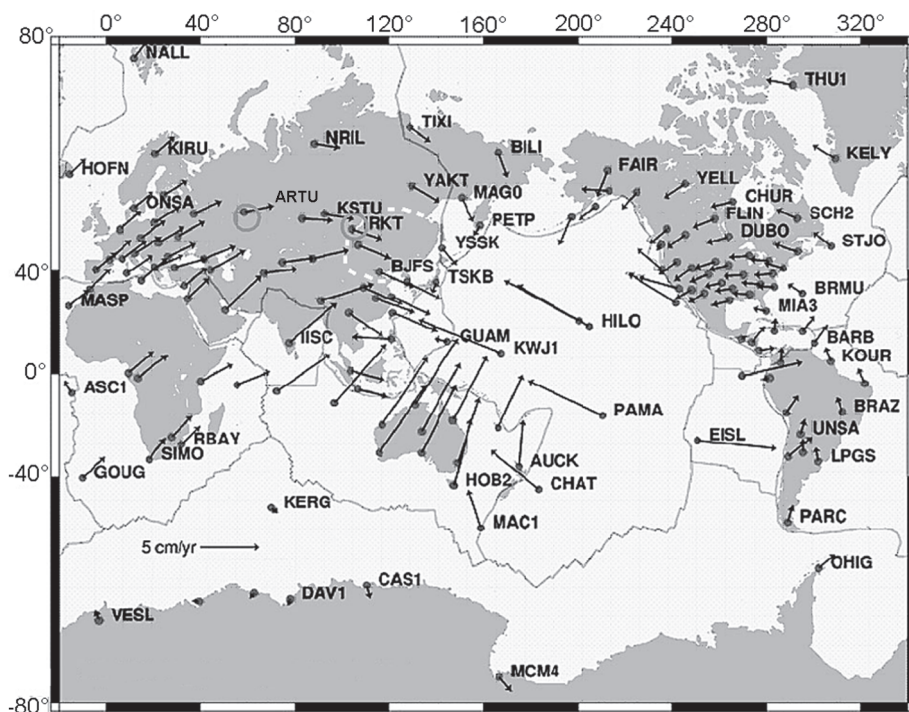 0° 40° 80° 120° 160° 200° 240° 280° 320°
80°
NALL
THU1
TIXI
NRIL
KIRU
BILI
HOFN
FAIR
KELY
YAKT
YELL
MAG0
ARTU
CHUR
ONSA
KSTU
FLIN
SCH2
IRKT
PETP
DUBO
YSSK
STJO
40°
BJFS
TSKB
BRMU
MASP
MIA3
HILO
IISC
GUAM
BARB
KWJ1
KOUR
0°
ASC1
PAMA
BRAZ
EISL
UNSA
RBAY
SIMO
LPGS
AUCK
GOUG
-40°
HOB2
CHAT
KERG
MAC1
PARC
5 cm/yr
OHIG
CAS1
DAV1
VESL
MCM4
-80°